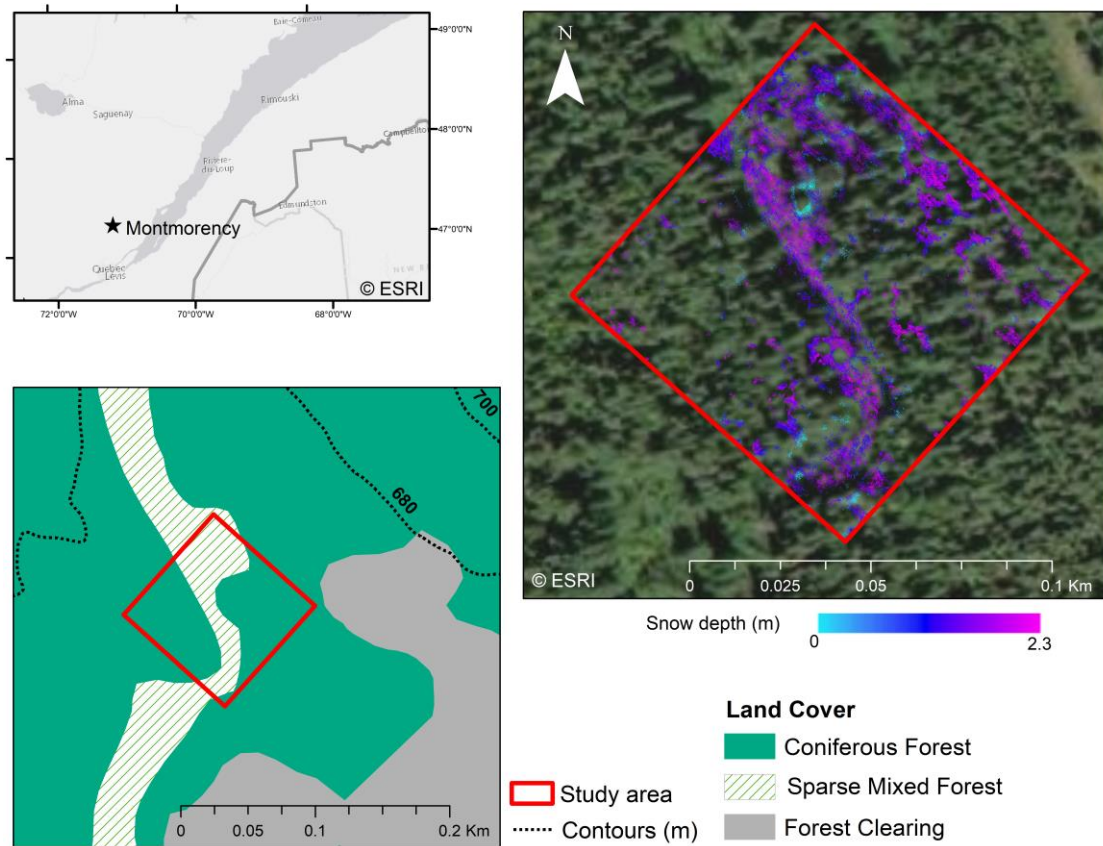 Baie-Comeau
49°0'0"N
Alma
Saguenay
Rimouski
48°0'0"N
Campbellton
Rivière-
du-Loup
Edmundston
Montmorency
47°0'0"N
Quebec
Lévis
© ESRI
72°0'0"W
70°0'0"W
68°0'0"W
N
© ESRI
0
0.025
0.05
0.1 Km
Snow depth (m)
0
2.3
700
680
0
0.05
0.1
0.2 Km
Study area
Contours (m)
Land Cover
Coniferous Forest
Sparse Mixed Forest
Forest Clearing